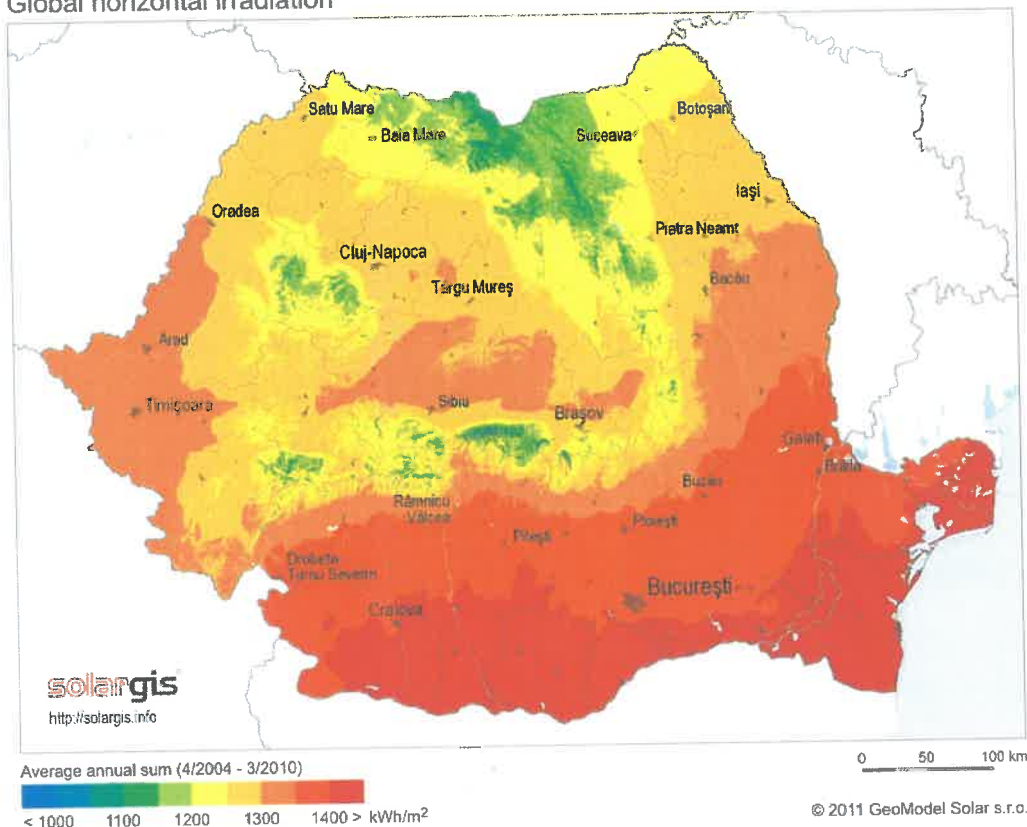 Global horizontal irradiation
Satu Mare
Botoşani
Baia Mare
Suceava
Iaşi
Oradea
Piatra Neamt
Cluj-Napoca
Bacău
Targu Mureş
Arad
Timişoara
Sibiu
Braşov
Galati
Brăila
Buzău
Râmnicu
Vâlcea
Piteşti
Ploieşti
Drobeta
Turnu Severin
Bucureşti
Craiova
solargis
http://solargis.info
Average annual sum (4/2004 - 3/2010)
0 50 100 km
< 1000 1100 1200 1300 1400 > kWh/m²
© 2011 GeoModel Solar s.r.o.